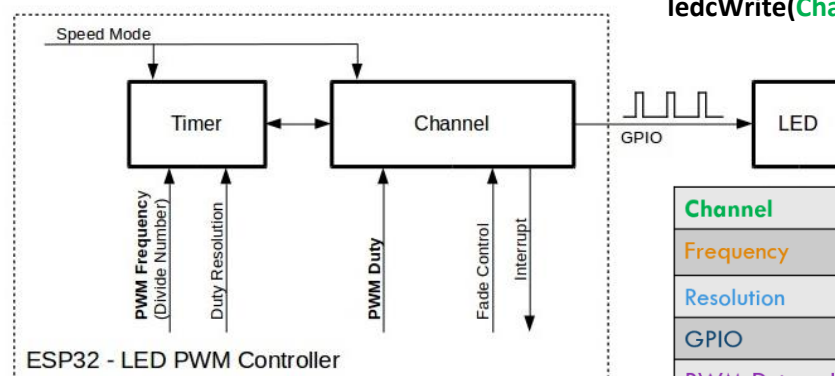 ledcWrite(Cha
Speed Mode
Timer
Channel
GPIO
LED
PWM Frequency
(Divide Number)
Duty Resolution
PWM Duty
Fade Control
Interrupt
ESP32 - LED PWM Controller
Channel
Frequency
Resolution
GPIO